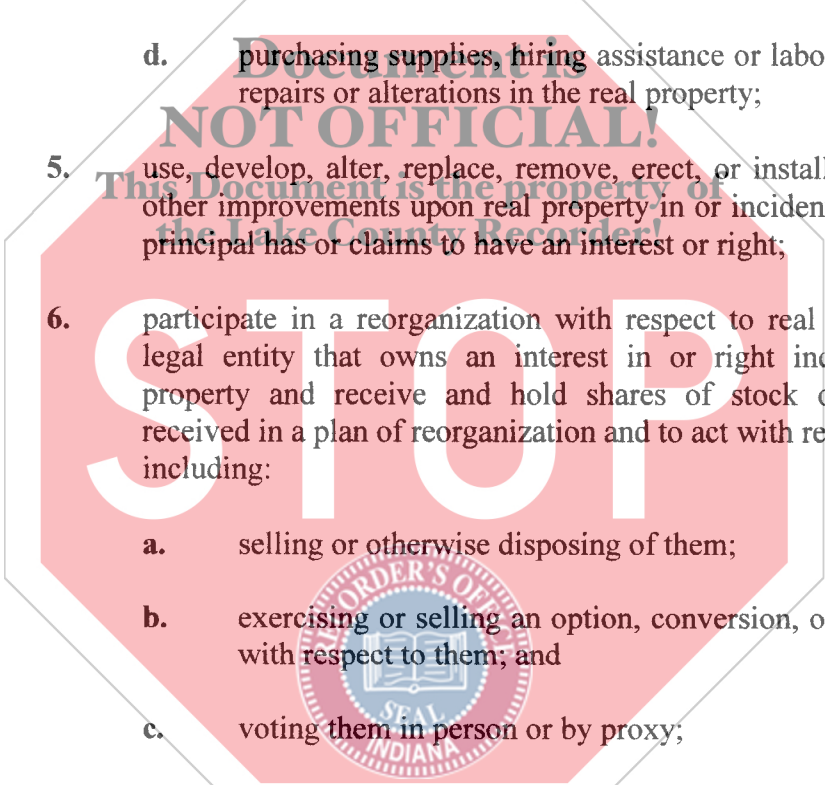 Document is
d. purchasing supplies, hiring assistance or labo
repairs or alterations in the real property;
NOT OFFICIAL!
5. use, develop, alter, replace, remove, erect, or instal
This Document is the property of
other improvements upon real property in or inciden
the Lake County Recorder!
principal has or claims to have an interest or right;
STOP
6. participate in a reorganization with respect to real
legal entity that owns an interest in or right inc
property and receive and hold shares of stock
received in a plan of reorganization and to act with re
including:
a. selling or otherwise disposing of them;
RECORDER'S OFFICE
b. exercising or selling an option, conversion, o
with respect to them; and
SEAL
c. voting them in person or by proxy;
INDIANA